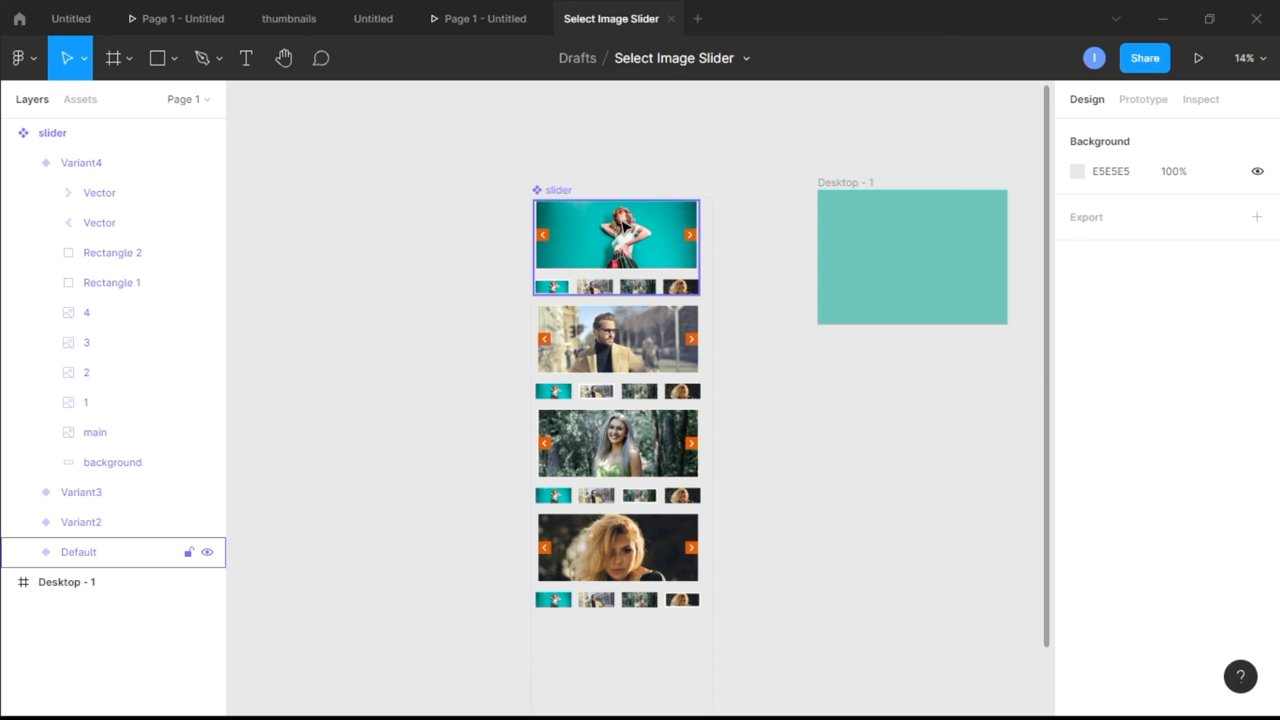 Untitled
Page 1 - Untitled
thumbnails
Untitled
Page 1 - Untitled
Select Image Slider
Drafts / Select Image Slider
I
Share
14%
Layers
Assets
Page 1
slider
Variant4
Vector
Vector
Rectangle 2
Rectangle 1
4
3
2
1
main
background
Variant3
Variant2
Default
Desktop - 1
slider
Desktop - 1
Design
Prototype
Inspect
Background
E5E5E5
100%
Export
?